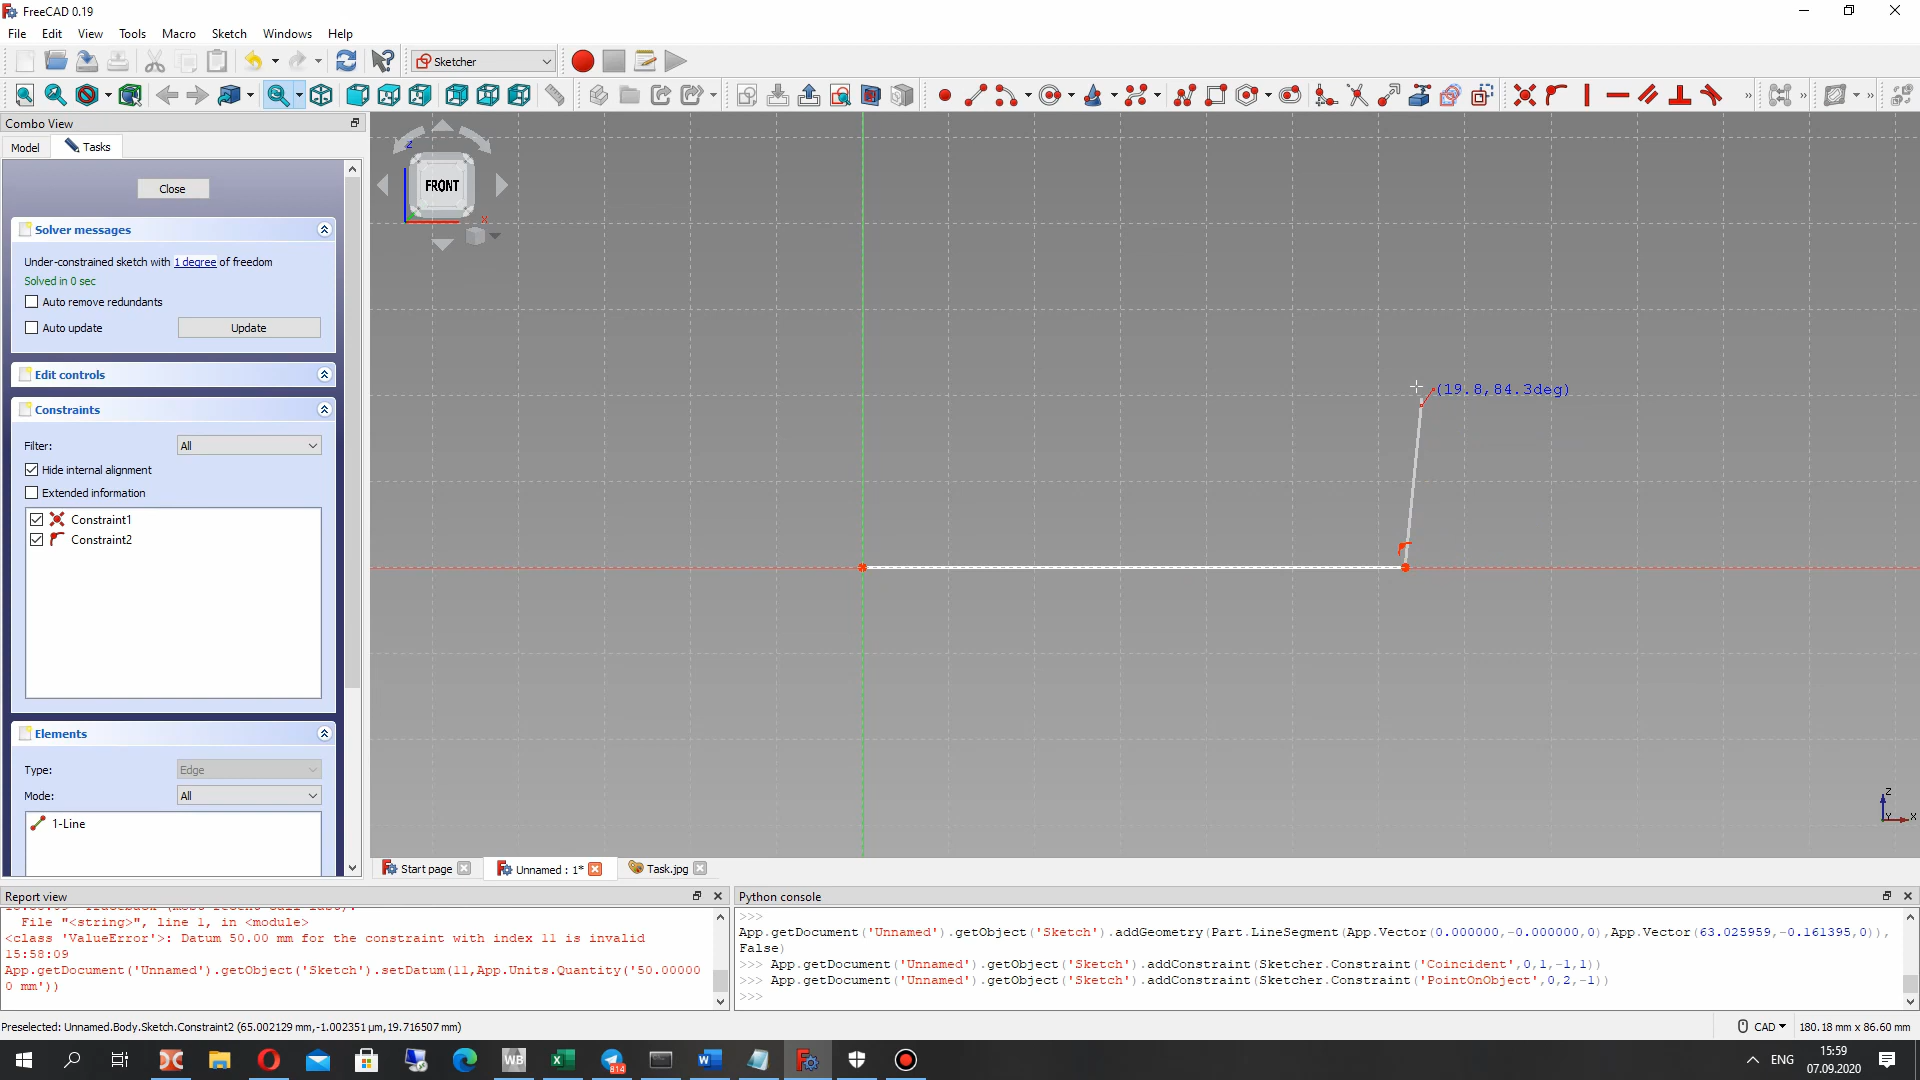 FreeCAD 0.19
File Edit View Tools Macro Sketch Windows Help
Sketcher
Combo View
Model Tasks
Close
Solver messages
Under-constrained sketch with 1 degree of freedom
Solved in 0 sec
Auto remove redundants
Auto update Update
Edit controls
Constraints
Filter: All
Hide internal alignment
Extended information
Constraint1
Constraint2
Elements
Type: Edge
Mode: All
1-Line
z
FRONT
x
(19.8,84.3deg)
Z
Y X
Start page Unnamed : 1* Task.jpg
Report view
File "<string>", line 1, in <module>
<class 'ValueError'>: Datum 50.00 mm for the constraint with index 11 is invalid
15:58:09
App.getDocument('Unnamed').getObject('Sketch').setDatum(11,App.Units.Quantity('50.00000
0 mm'))
Python console
>>>
App.getDocument('Unnamed').getObject('Sketch').addGeometry(Part.LineSegment(App.Vector(0.000000,-0.000000,0),App.Vector(63.025959,-0.161395,0)),
False)
>>> App.getDocument('Unnamed').getObject('Sketch').addConstraint(Sketcher.Constraint('Coincident',0,1,-1,1))
>>> App.getDocument('Unnamed').getObject('Sketch').addConstraint(Sketcher.Constraint('PointOnObject',0,2,-1))
>>>
Preselected: Unnamed.Body.Sketch.Constraint2 (65.002129 mm,-1.002351 µm,19.716507 mm)
CAD 180.18 mm x 86.60 mm
WB
814
ENG
15:59
07.09.2020